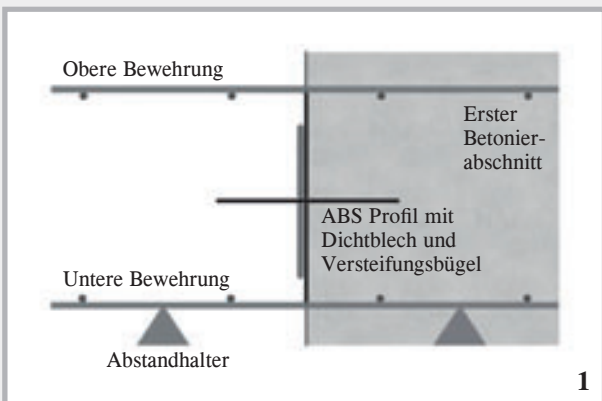 Obere Bewehrung
Erster
Betonier-
abschnitt
ABS Profil mit
Dichtblech und
Versteifungsbügel
Untere Bewehrung
Abstandhalter
1